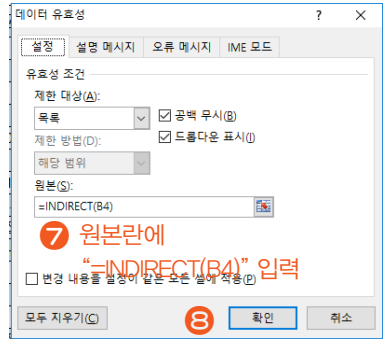 데이터 유효성 ? ×
설정 설명 메시지 오류 메시지 IME 모드
유효성 조건
제한 대상(A):
목록 공백 무시(B)
제한 방법(D): 드롭다운 표시(I)
해당 범위
원본(S):
=INDIRECT(B4)
7 원본란에
“=INDIRECT(B4)” 입력
변경 내용을 설정이 같은 모든 셀에 적용(P)
모두 지우기(C) 8 확인 취소